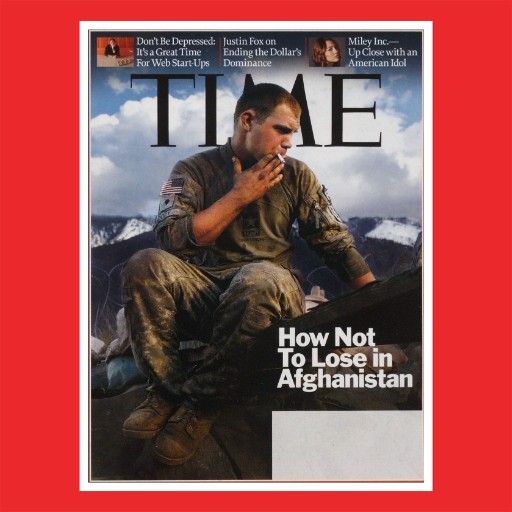 Don't Be Depressed:
It's a Great Time
For Web Start-Ups
Justin Fox on
Ending the Dollar's
Dominance
Miley Inc.—
Up Close with an
American Idol
TIME
How Not
To Lose in
Afghanistan